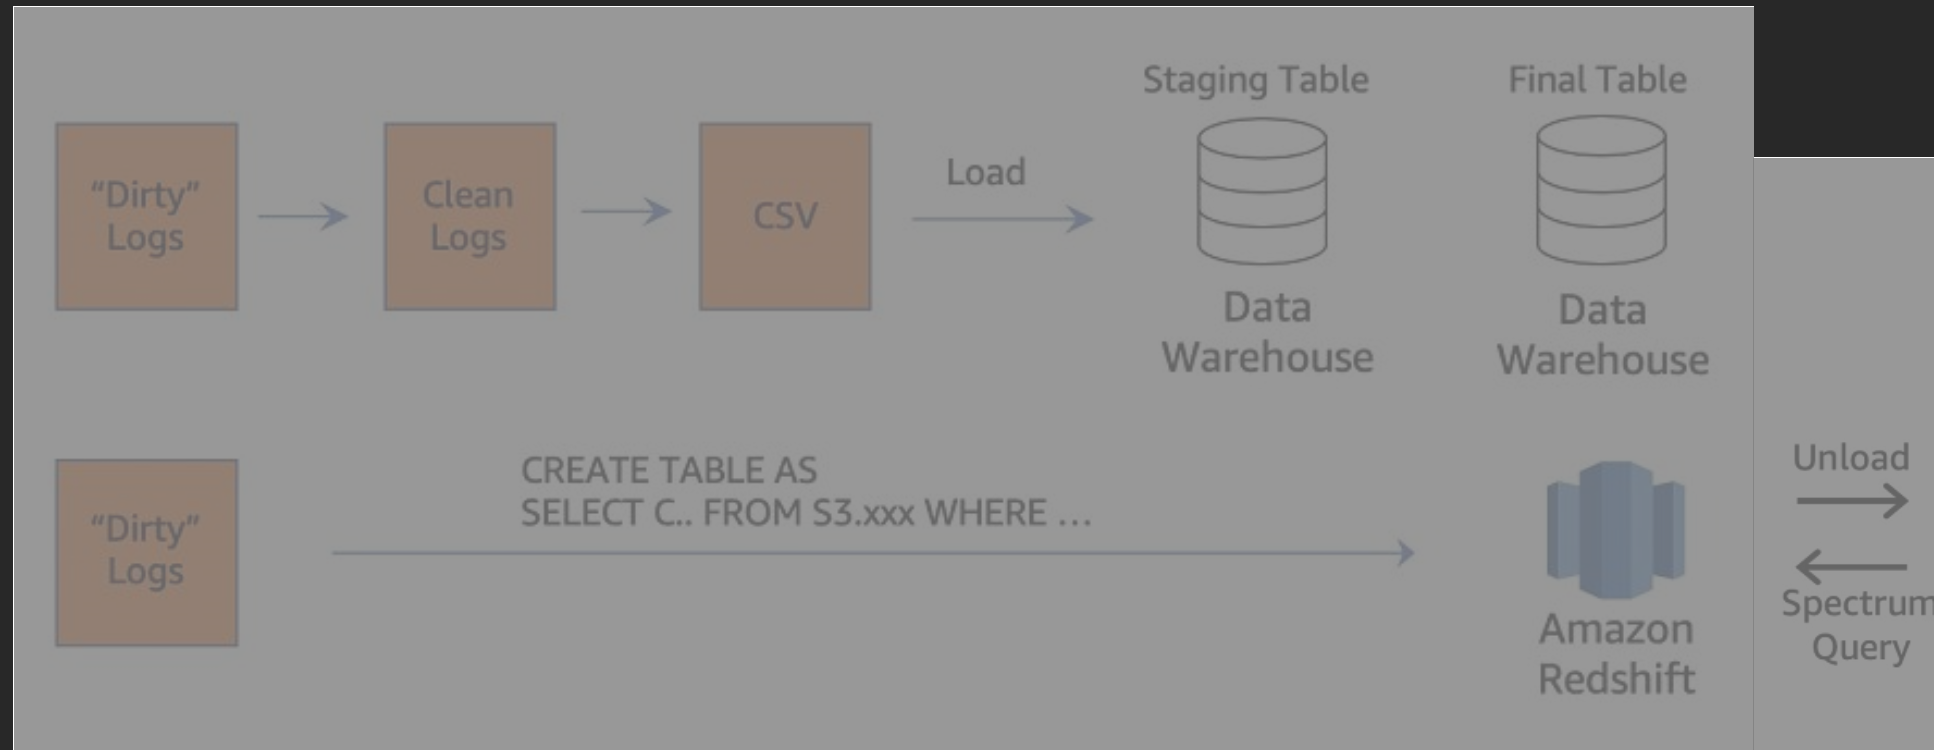 Staging Table
Final Table
“Dirty”
Logs
Clean
Logs
CSV
Load
Data
Warehouse
Data
Warehouse
“Dirty”
Logs
CREATE TABLE AS
SELECT C.. FROM S3.xxx WHERE ...
Amazon
Redshift
Unload
Spectrum
Query